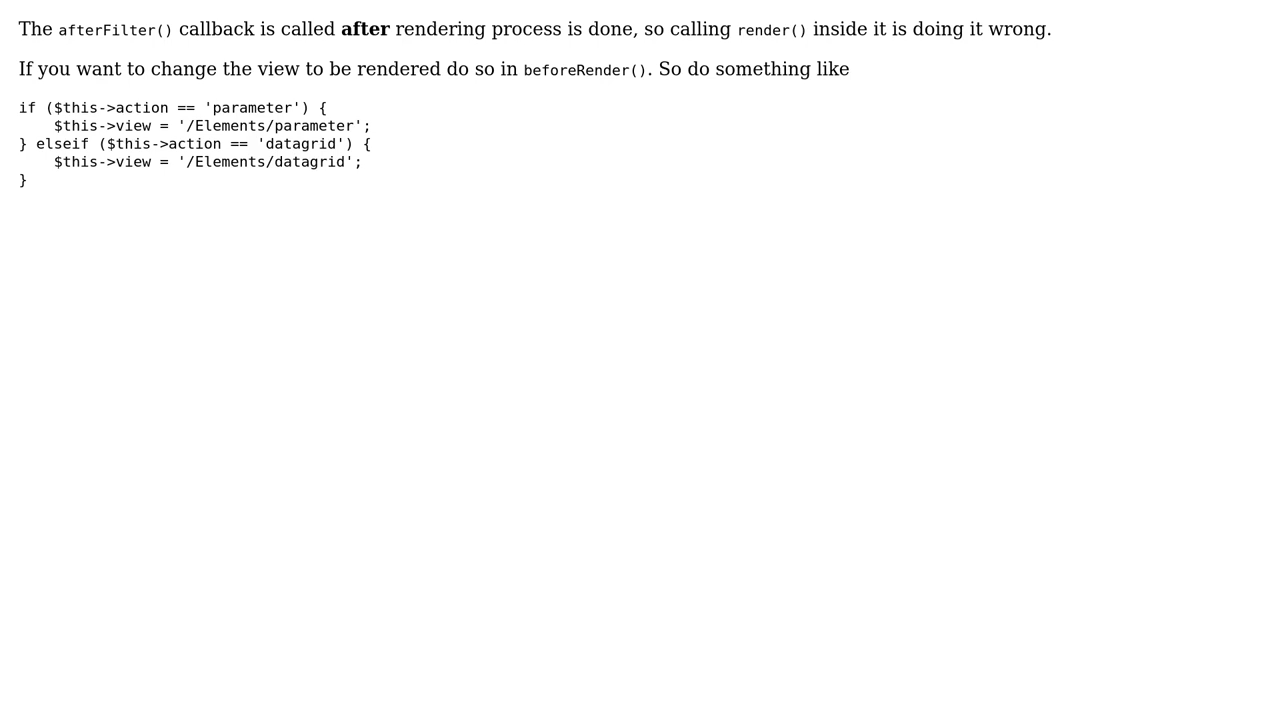 The afterFilter() callback is called after rendering process is done, so calling render() inside it is doing it wrong.
If you want to change the view to be rendered do so in beforeRender(). So do something like
if ($this->action == 'parameter') {
    $this->view = '/Elements/parameter';
} elseif ($this->action == 'datagrid') {
    $this->view = '/Elements/datagrid';
}